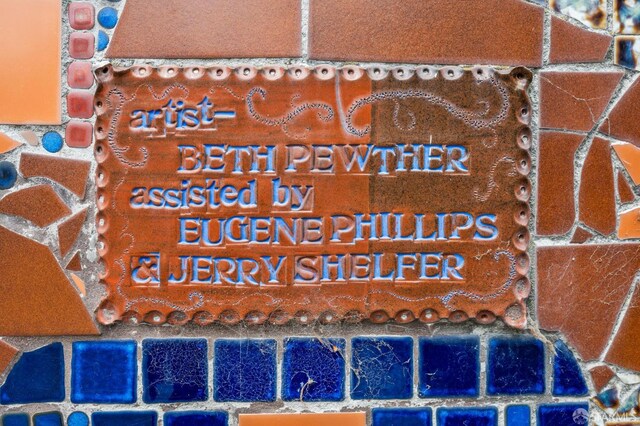 artist-
BETH PEWTHER
assisted by
EUGENE PHILLIPS
& JERRY SHELFER